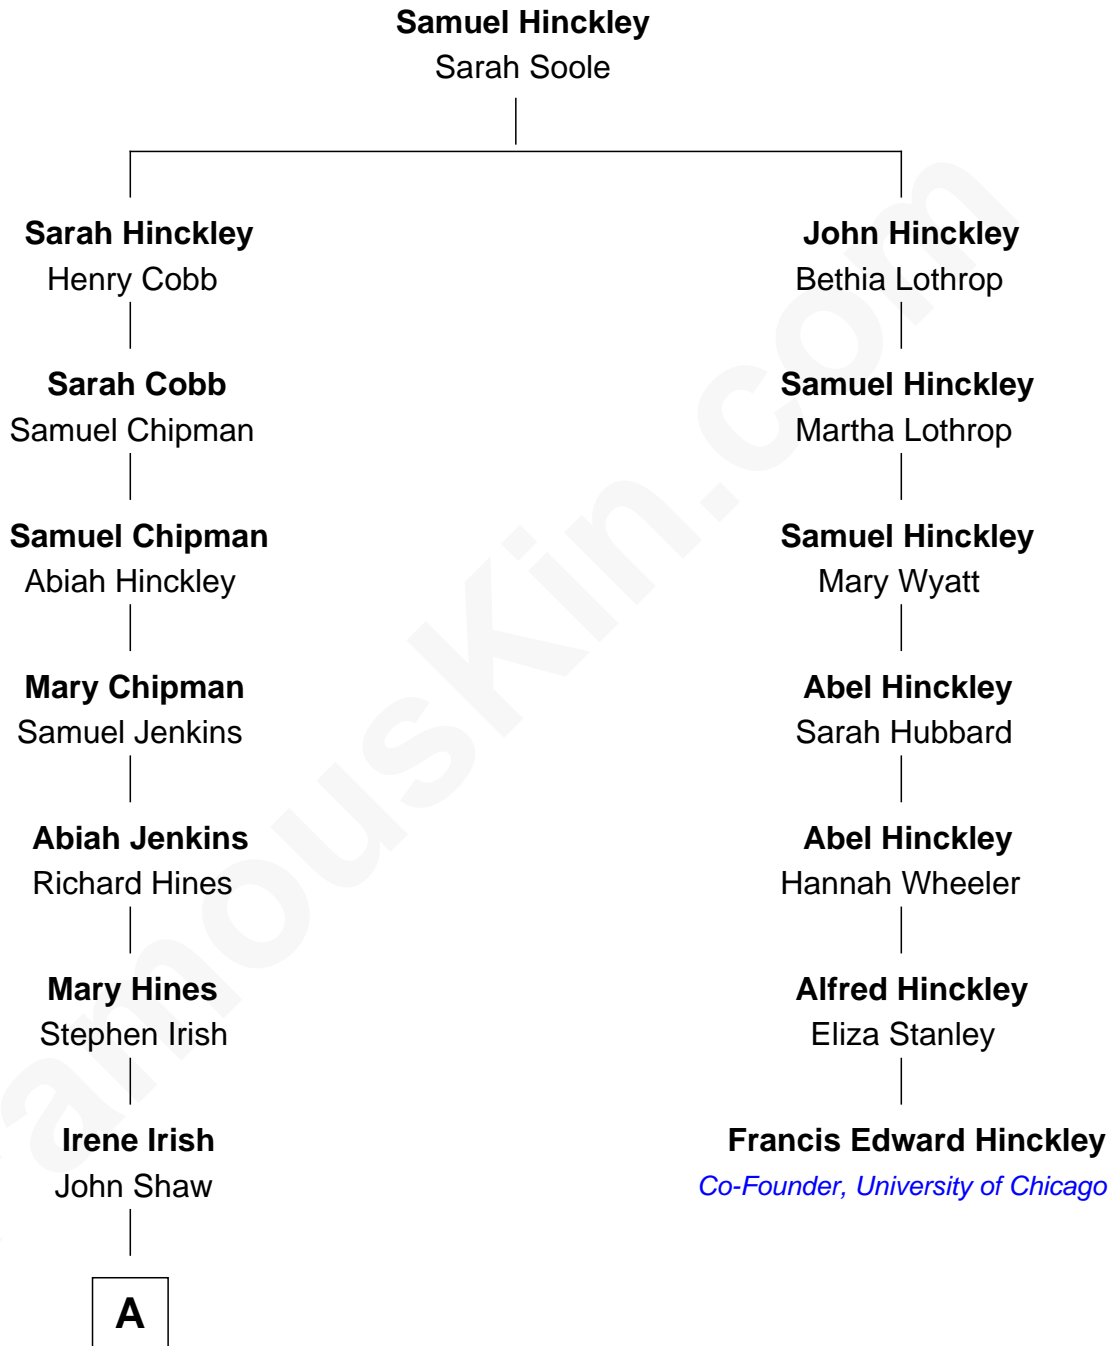 Samuel Hinckley
Sarah Soole
Sarah Hinckley
Henry Cobb
Sarah Cobb
Samuel Chipman
Samuel Chipman
Abiah Hinckley
Mary Chipman
Samuel Jenkins
Abiah Jenkins
Richard Hines
Mary Hines
Stephen Irish
Irene Irish
John Shaw
A
John Hinckley
Bethia Lothrop
Samuel Hinckley
Martha Lothrop
Samuel Hinckley
Mary Wyatt
Abel Hinckley
Sarah Hubbard
Abel Hinckley
Hannah Wheeler
Alfred Hinckley
Eliza Stanley
Francis Edward Hinckley
Co-Founder, University of Chicago
amousKin.com